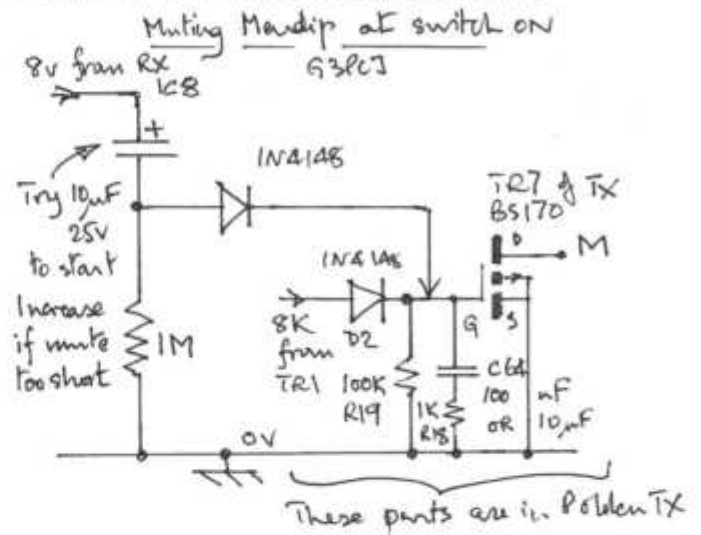 Muting Mendip at switch ON
G3PCJ
8v from RX
IC8
+
Try 10µF
25V
to start
Increase
if mute
too short
1M
1N4148
1N4148
8K
from
TR1
D2
100K
R19
1K
R18
C64
100 nF
OR 10µF
G
D
S
TR7 of TX
BS170
M
0V
These parts are in Polden TX